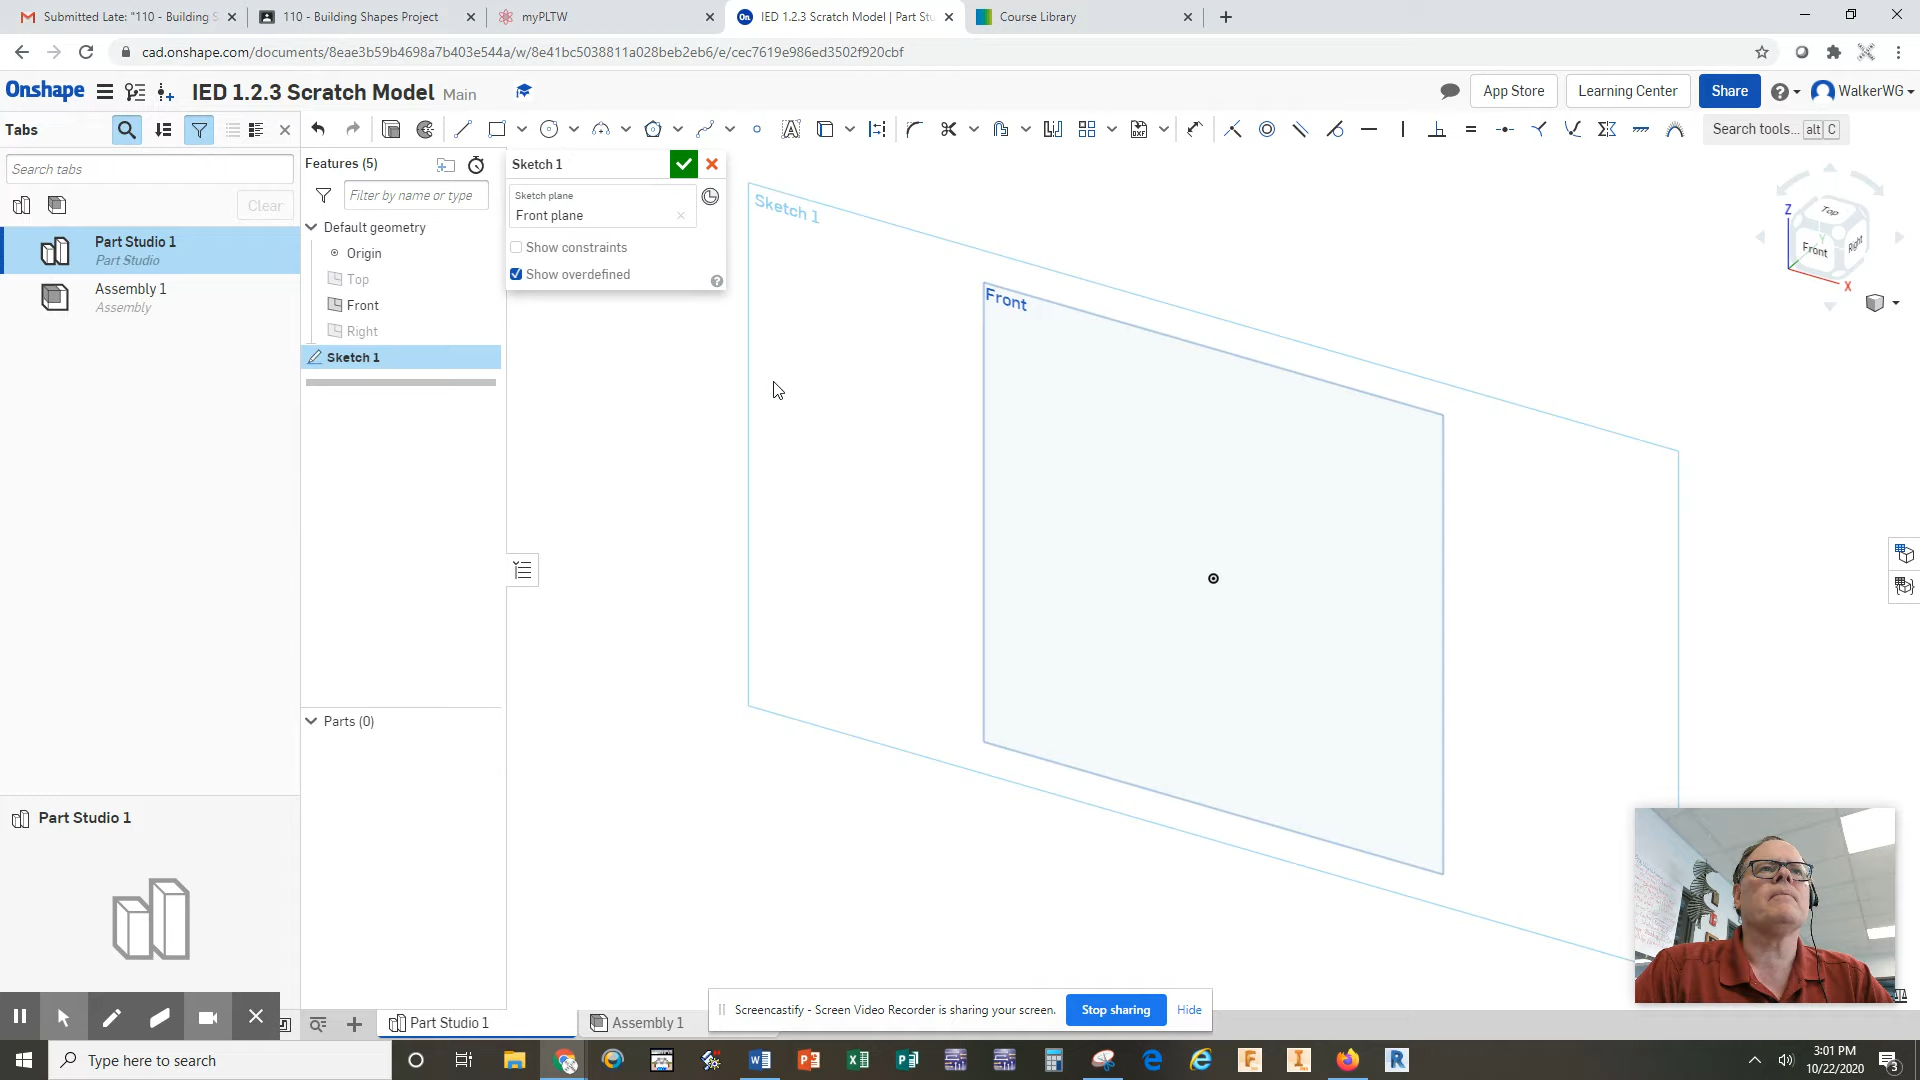 Submitted Late: "110 - Building S
110 - Building Shapes Project
myPLTW
On
IED 1.2.3 Scratch Model | Part Stu
Course Library
cad.onshape.com/documents/8eae3b59b4698a7b403e544a/w/8e41bc5038811a028beb2eb6/e/cec7619e986ed3502f920cbf
Onshape
IED 1.2.3 Scratch Model
Main
App Store
Learning Center
Share
WalkerWG
Tabs
Search tools...
alt
C
Search tabs
Clear
Part Studio 1
Part Studio
Assembly 1
Assembly
Features (5)
Filter by name or type
Default geometry
Origin
Top
Front
Right
Sketch 1
Parts (0)
Sketch 1
Sketch plane
Front plane
Show constraints
Show overdefined
Sketch 1
Front
Z
Top
Y
Front
Right
X
Part Studio 1
Part Studio 1
Assembly 1
Screencastify - Screen Video Recorder is sharing your screen.
Stop sharing
Hide
Type here to search
3:01 PM
10/22/2020
3